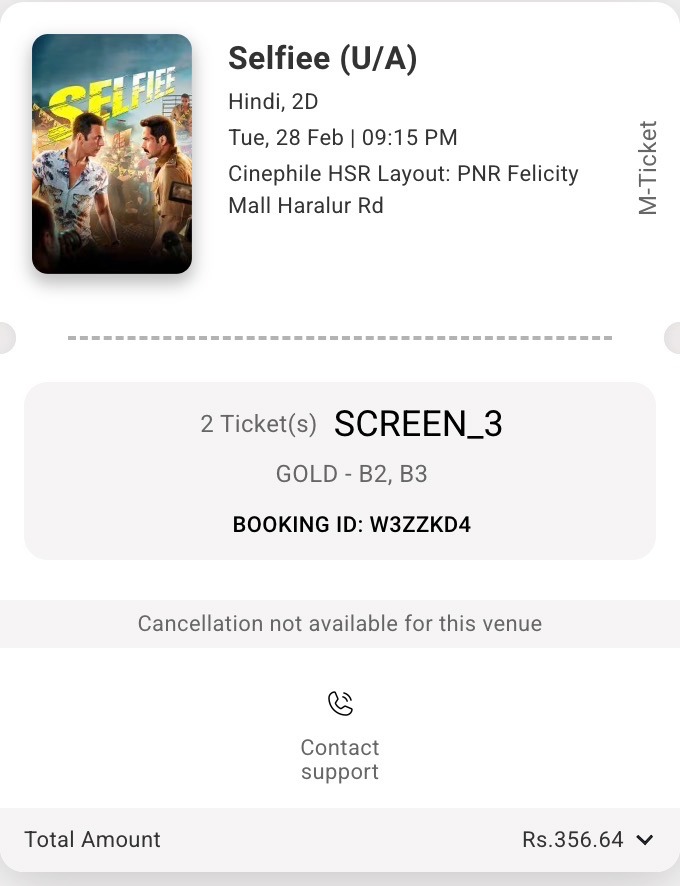 SELFIEE
Selfiee (U/A)
Hindi, 2D
Tue, 28 Feb | 09:15 PM
Cinephile HSR Layout: PNR Felicity
Mall Haralur Rd
M-Ticket
2 Ticket(s) SCREEN_3
GOLD - B2, B3
BOOKING ID: W3ZZKD4
Cancellation not available for this venue
Contact
support
Total Amount Rs.356.64